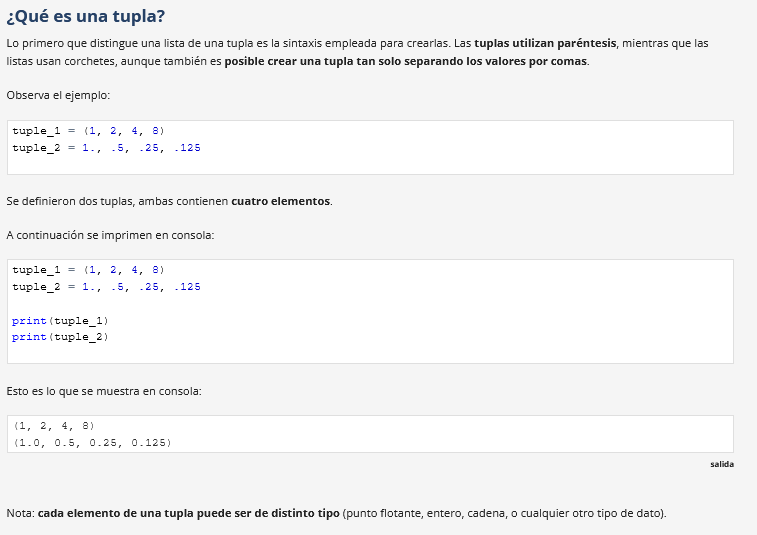 ¿Qué es una tupla?
Lo primero que distingue una lista de una tupla es la sintaxis empleada para crearlas. Las tuplas utilizan paréntesis, mientras que las
listas usan corchetes, aunque también es posible crear una tupla tan solo separando los valores por comas.
Observa el ejemplo:
tuple_1 = (1, 2, 4, 8)
tuple_2 = 1., .5, .25, .125
Se definieron dos tuplas, ambas contienen cuatro elementos.
A continuación se imprimen en consola:
tuple_1 = (1, 2, 4, 8)
tuple_2 = 1., .5, .25, .125
print(tuple_1)
print(tuple_2)
Esto es lo que se muestra en consola:
(1, 2, 4, 8)
(1.0, 0.5, 0.25, 0.125)
salida
Nota: cada elemento de una tupla puede ser de distinto tipo (punto flotante, entero, cadena, o cualquier otro tipo de dato).